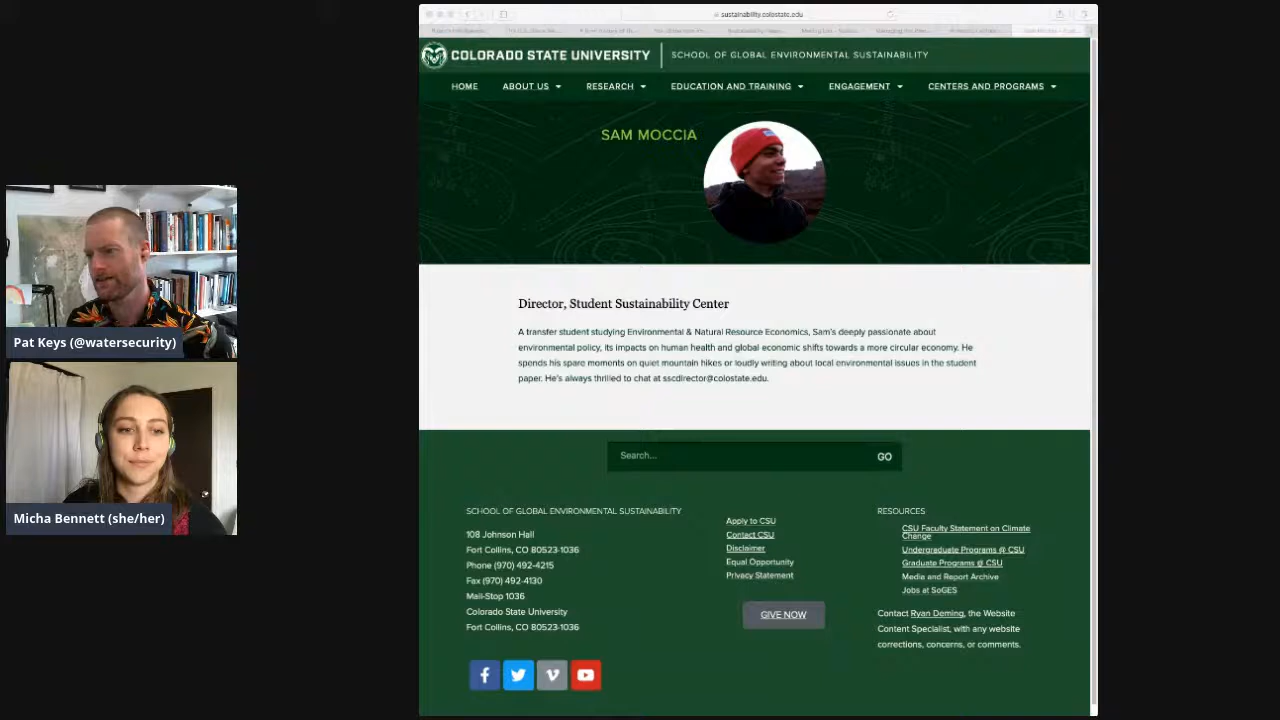 sustainability.colostate.edu
COLORADO STATE UNIVERSITY
SCHOOL OF GLOBAL ENVIRONMENTAL SUSTAINABILITY
HOME
ABOUT US
RESEARCH
EDUCATION AND TRAINING
ENGAGEMENT
CENTERS AND PROGRAMS
SAM MOCCIA
Pat Keys (@watersecurity)
Micha Bennett (she/her)
Director, Student Sustainability Center
A transfer student studying Environmental & Natural Resource Economics, Sam's deeply passionate about
environmental policy, its impacts on human health and global economic shifts towards a more circular economy. He
spends his spare moments on quiet mountain hikes or loudly writing about local environmental issues in the student
paper. He's always thrilled to chat at sscdirector@colostate.edu.
Search...
GO
SCHOOL OF GLOBAL ENVIRONMENTAL SUSTAINABILITY
108 Johnson Hall
Fort Collins, CO 80523-1036
Phone (970) 492-4215
Fax (970) 492-4130
Mail-Stop 1036
Colorado State University
Fort Collins, CO 80523-1036
Apply to CSU
Contact CSU
Disclaimer
Equal Opportunity
Privacy Statement
GIVE NOW
RESOURCES
CSU Faculty Statement on Climate
Change
Undergraduate Programs @ CSU
Graduate Programs @ CSU
Media and Report Archive
Jobs at SoGES
Contact Ryan Deming, the Website
Content Specialist, with any website
corrections, concerns, or comments.